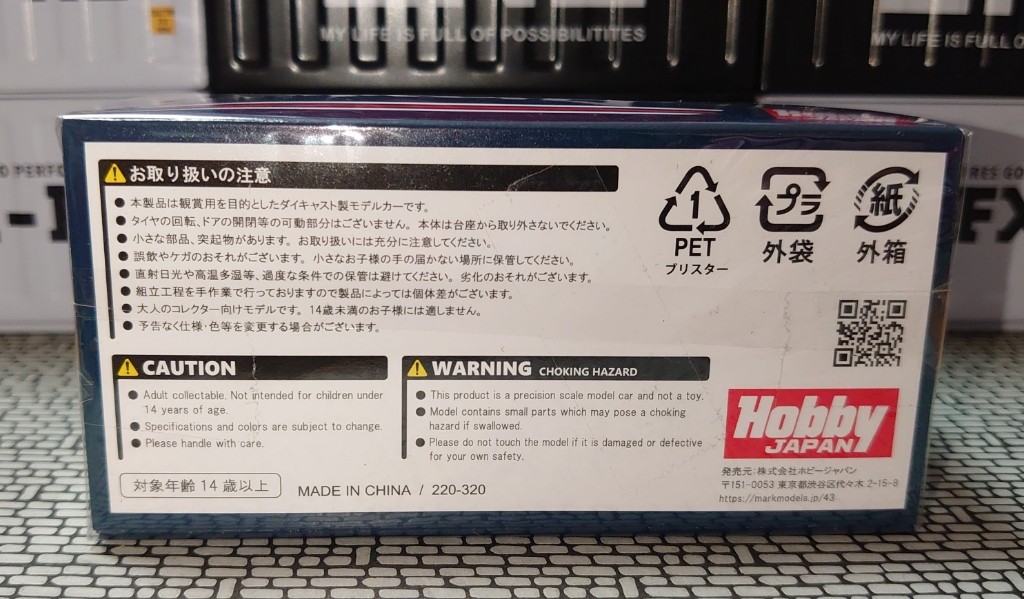 MY LIFE IS FULL OF POSSIBILITITES
MY LIFE IS FULL O
お取り扱いの注意
● 本製品は観賞用を目的としたダイキャスト製モデルカーです。
● タイヤの回転、ドアの開閉等の可動部分はございません。本体は台座から取り外さないでください。
● 小さな部品、突起物があります。お取り扱いには充分に注意してください。
● 誤飲やケガのおそれがございます。小さなお子様の手の届かない場所に保管してください。
● 直射日光や高温多湿等、過度な条件での保管は避けてください。劣化のおそれがございます。
● 組立工程を手作業で行っておりますので製品によっては個体差がございます。
● 大人のコレクター向けモデルです。14歳未満のお子様には適しません。
● 予告なく仕様・色等を変更する場合がございます。
1
PET
ブリスター
プラ
外袋
紙
外箱
CAUTION
● Adult collectable. Not intended for children under
14 years of age.
● Specifications and colors are subject to change.
● Please handle with care.
WARNING CHOKING HAZARD
● This product is a precision scale model car and not a toy.
● Model contains small parts which may pose a choking
hazard if swallowed.
● Please do not touch the model if it is damaged or defective
for your own safety.
対象年齢14歳以上
MADE IN CHINA / 220-320
Hobby
JAPAN
発売元：株式会社ホビージャパン
〒151-0053 東京都渋谷区代々木 2-15-8
https://markmodels.jp/43